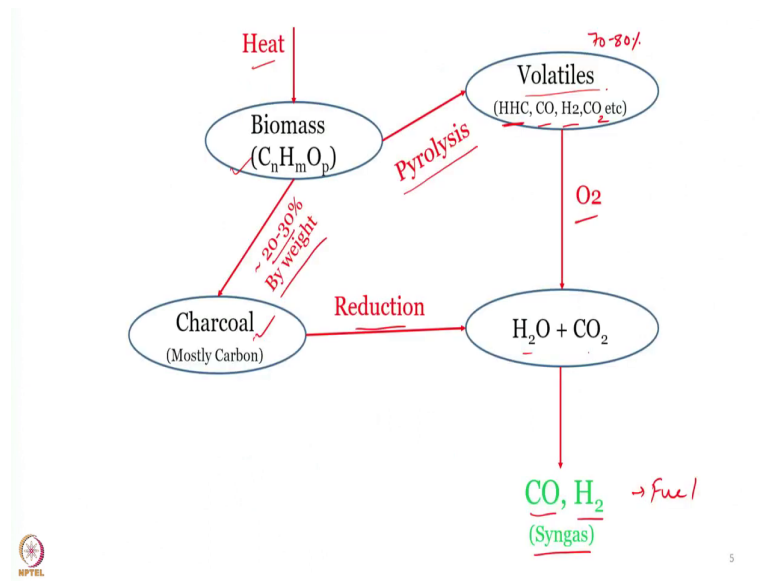 70-80%
Heat
Volatiles
(HHC, CO, H2,CO2 etc)
Biomass
(CnHmOp)
Pyrolysis
O2
~ 20-30%
By weight
Reduction
Charcoal
(Mostly Carbon)
H2O + CO2
CO, H2
→ Fuel
(Syngas)
NPTEL
5